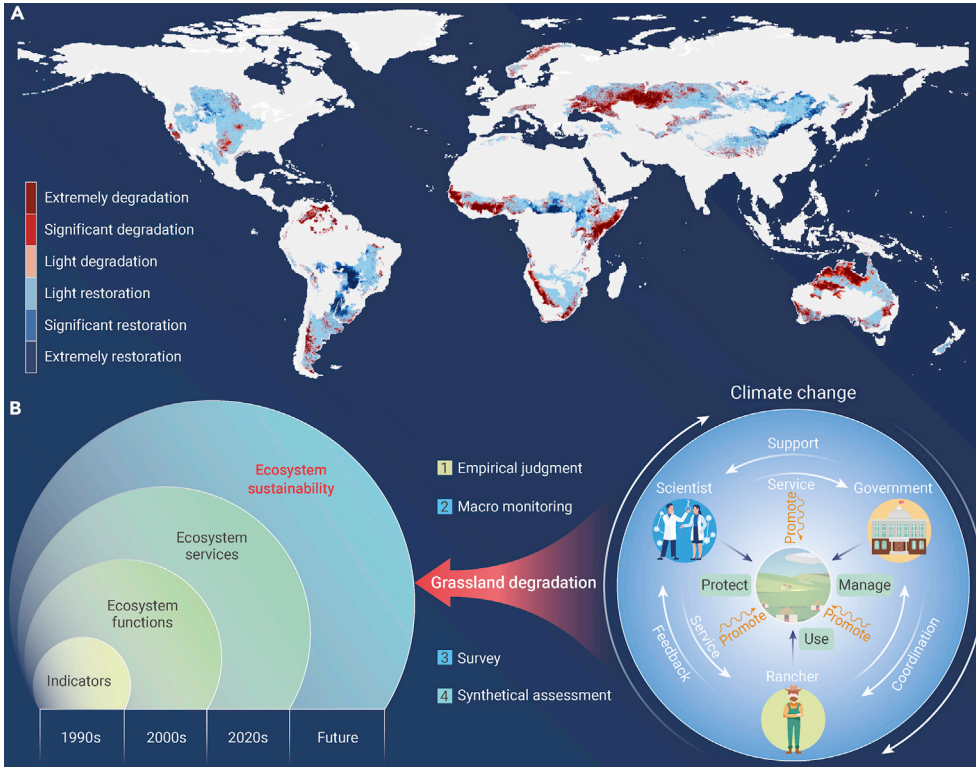 A
Extremely degradation
Significant degradation
Light degradation
Light restoration
Significant restoration
Extremely restoration
B
Ecosystem
sustainability
Ecosystem
services
Ecosystem
functions
Indicators
1990s
2000s
2020s
Future
1 Empirical judgment
2 Macro monitoring
Grassland degradation
3 Survey
4 Synthetical assessment
Climate change
Support
Scientist
Service
Government
Promote
Protect
Manage
Promote
Promote
Use
Service
Feedback
Coordination
Rancher